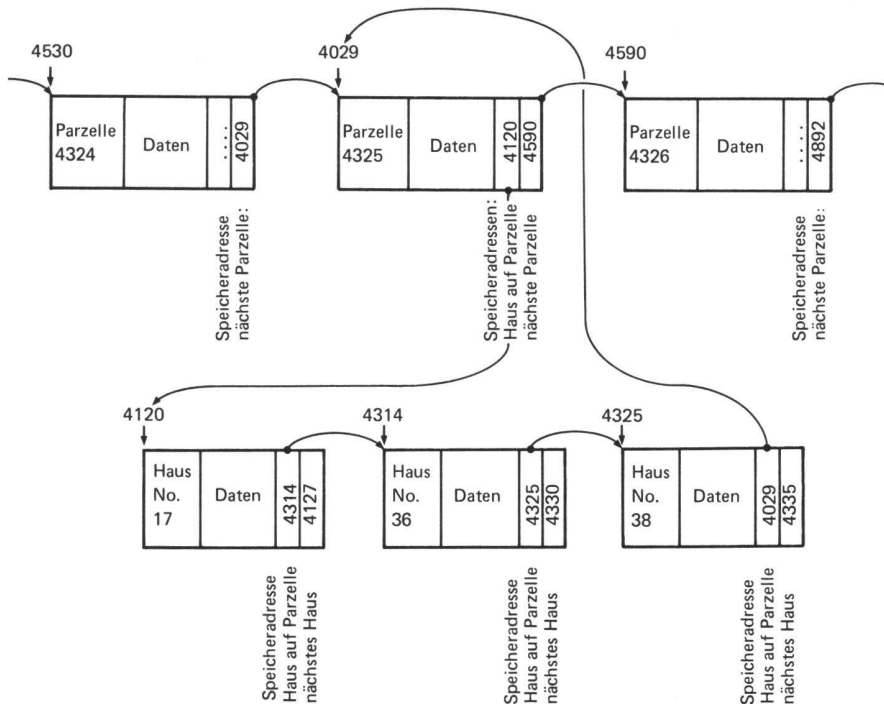 4530
4029
4590
Parzelle
4324
Daten
....
4029
Parzelle
4325
Daten
4120
4590
Parzelle
4326
Daten
....
4892
Speicheradresse
nächste Parzelle:
Speicheradressen:
Haus auf Parzelle
nächste Parzelle
Speicheradresse
nächste Parzelle:
4120
4314
4325
Haus
No.
17
Daten
4314
4127
Haus
No.
36
Daten
4325
4330
Haus
No.
38
Daten
4029
4335
Speicheradresse
Haus auf Parzelle
nächstes Haus
Speicheradresse
Haus auf Parzelle
nächstes Haus
Speicheradresse
Haus auf Parzelle
nächstes Haus